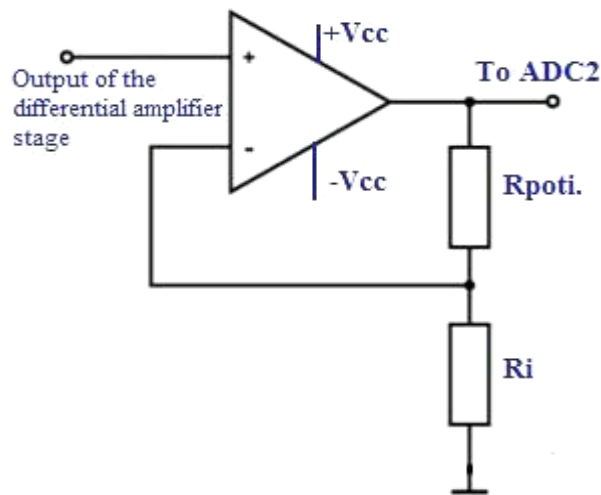 +Vcc
To ADC2
+
Output of the
differential amplifier
stage
-
-Vcc
Rpoti.
Ri